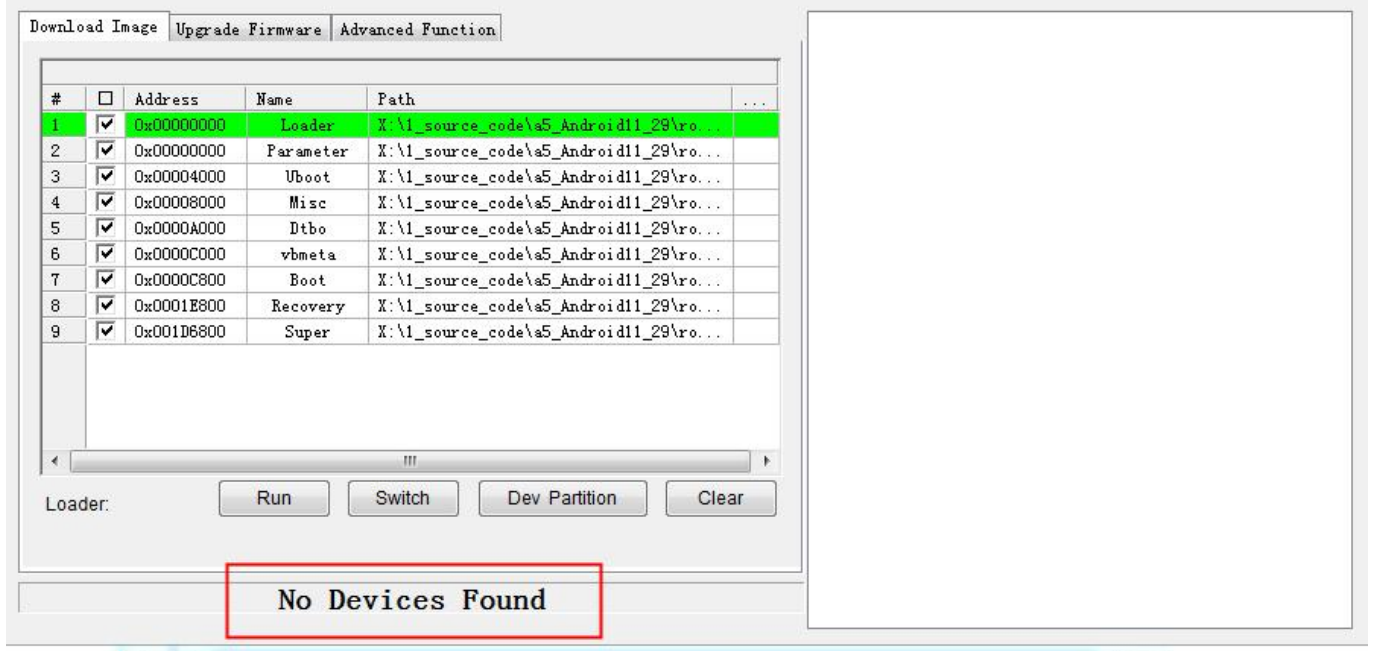 Download Image Upgrade Firmware Advanced Function
# Address Name Path ...
1 0x00000000 Loader X:\1_source_code\a5_Android11_29\ro...
2 0x00000000 Parameter X:\1_source_code\a5_Android11_29\ro...
3 0x00004000 Uboot X:\1_source_code\a5_Android11_29\ro...
4 0x00008000 Misc X:\1_source_code\a5_Android11_29\ro...
5 0x0000A000 Dtbo X:\1_source_code\a5_Android11_29\ro...
6 0x0000C000 vbmeta X:\1_source_code\a5_Android11_29\ro...
7 0x0000C800 Boot X:\1_source_code\a5_Android11_29\ro...
8 0x0001E800 Recovery X:\1_source_code\a5_Android11_29\ro...
9 0x001D6800 Super X:\1_source_code\a5_Android11_29\ro...
Loader: Run Switch Dev Partition Clear
No Devices Found